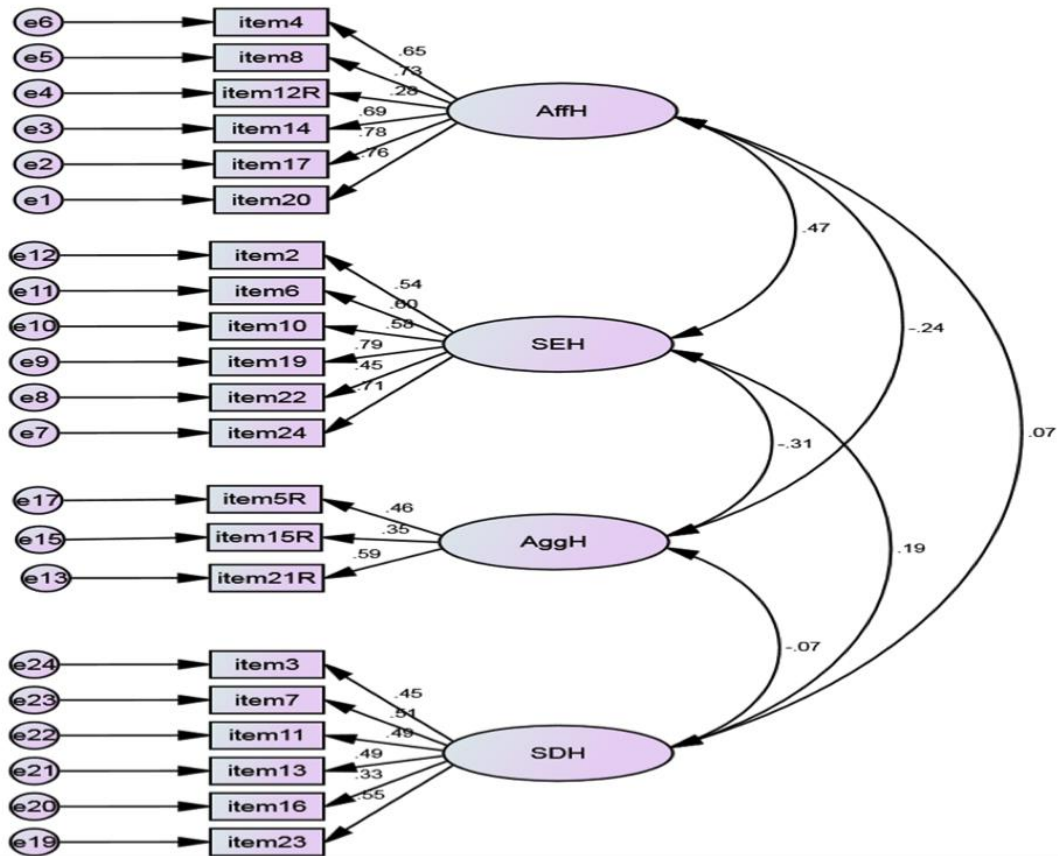 e6 item4
e5 item8
e4 item12R
e3 item14
e2 item17
e1 item20
.65
.73
.28
.69
.78
.76
AffH
.47
e12 item2
e11 item6
e10 item10
e9 item19
e8 item22
e7 item24
.54
.60
.58
.79
.45
.71
SEH
-.24
-.31
.07
e17 item5R
e15 item15R
e13 item21R
.46
.35
.59
AggH
.19
-.07
e24 item3
e23 item7
e22 item11
e21 item13
e20 item16
e19 item23
.45
.51
.49
.49
.33
.55
SDH